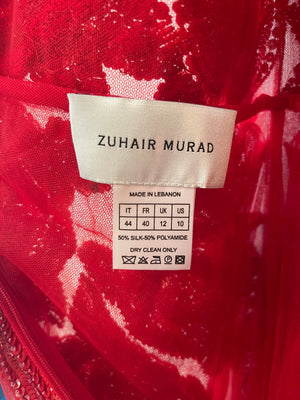 ZUHAIR MURAD
MADE IN LEBANON
IT FR UK US
44 40 12 10
50% SILK-50% POLYAMIDE
DRY CLEAN ONLY